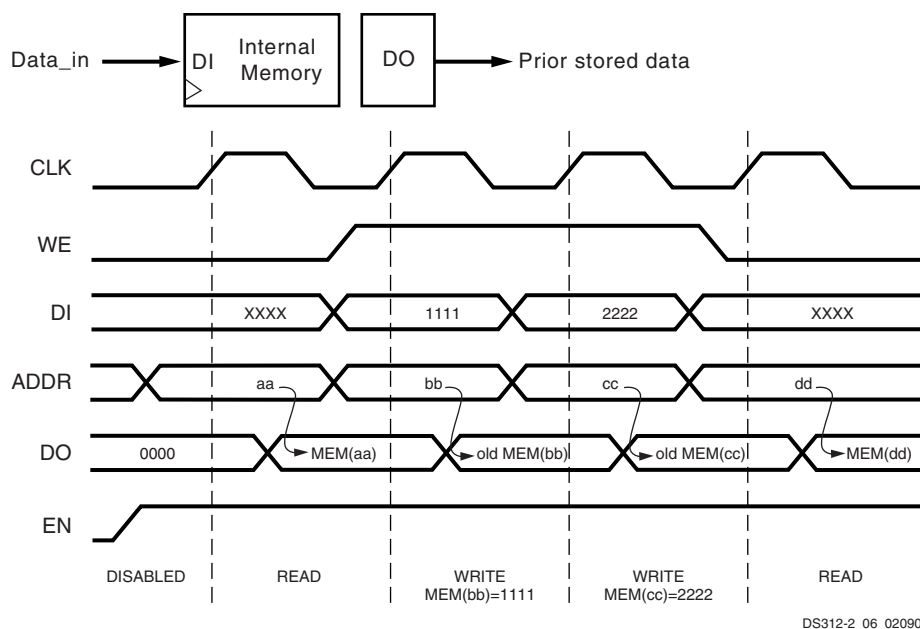 Data_in DI Internal Memory DO Prior stored data
CLK
WE
DI XXXX 1111 2222 XXXX
ADDR aa bb cc dd
DO 0000 MEM(aa) old MEM(bb) old MEM(cc) MEM(dd)
EN
DISABLED READ WRITE WRITE READ
MEM(bb)=1111 MEM(cc)=2222
DS312-2_06_02090